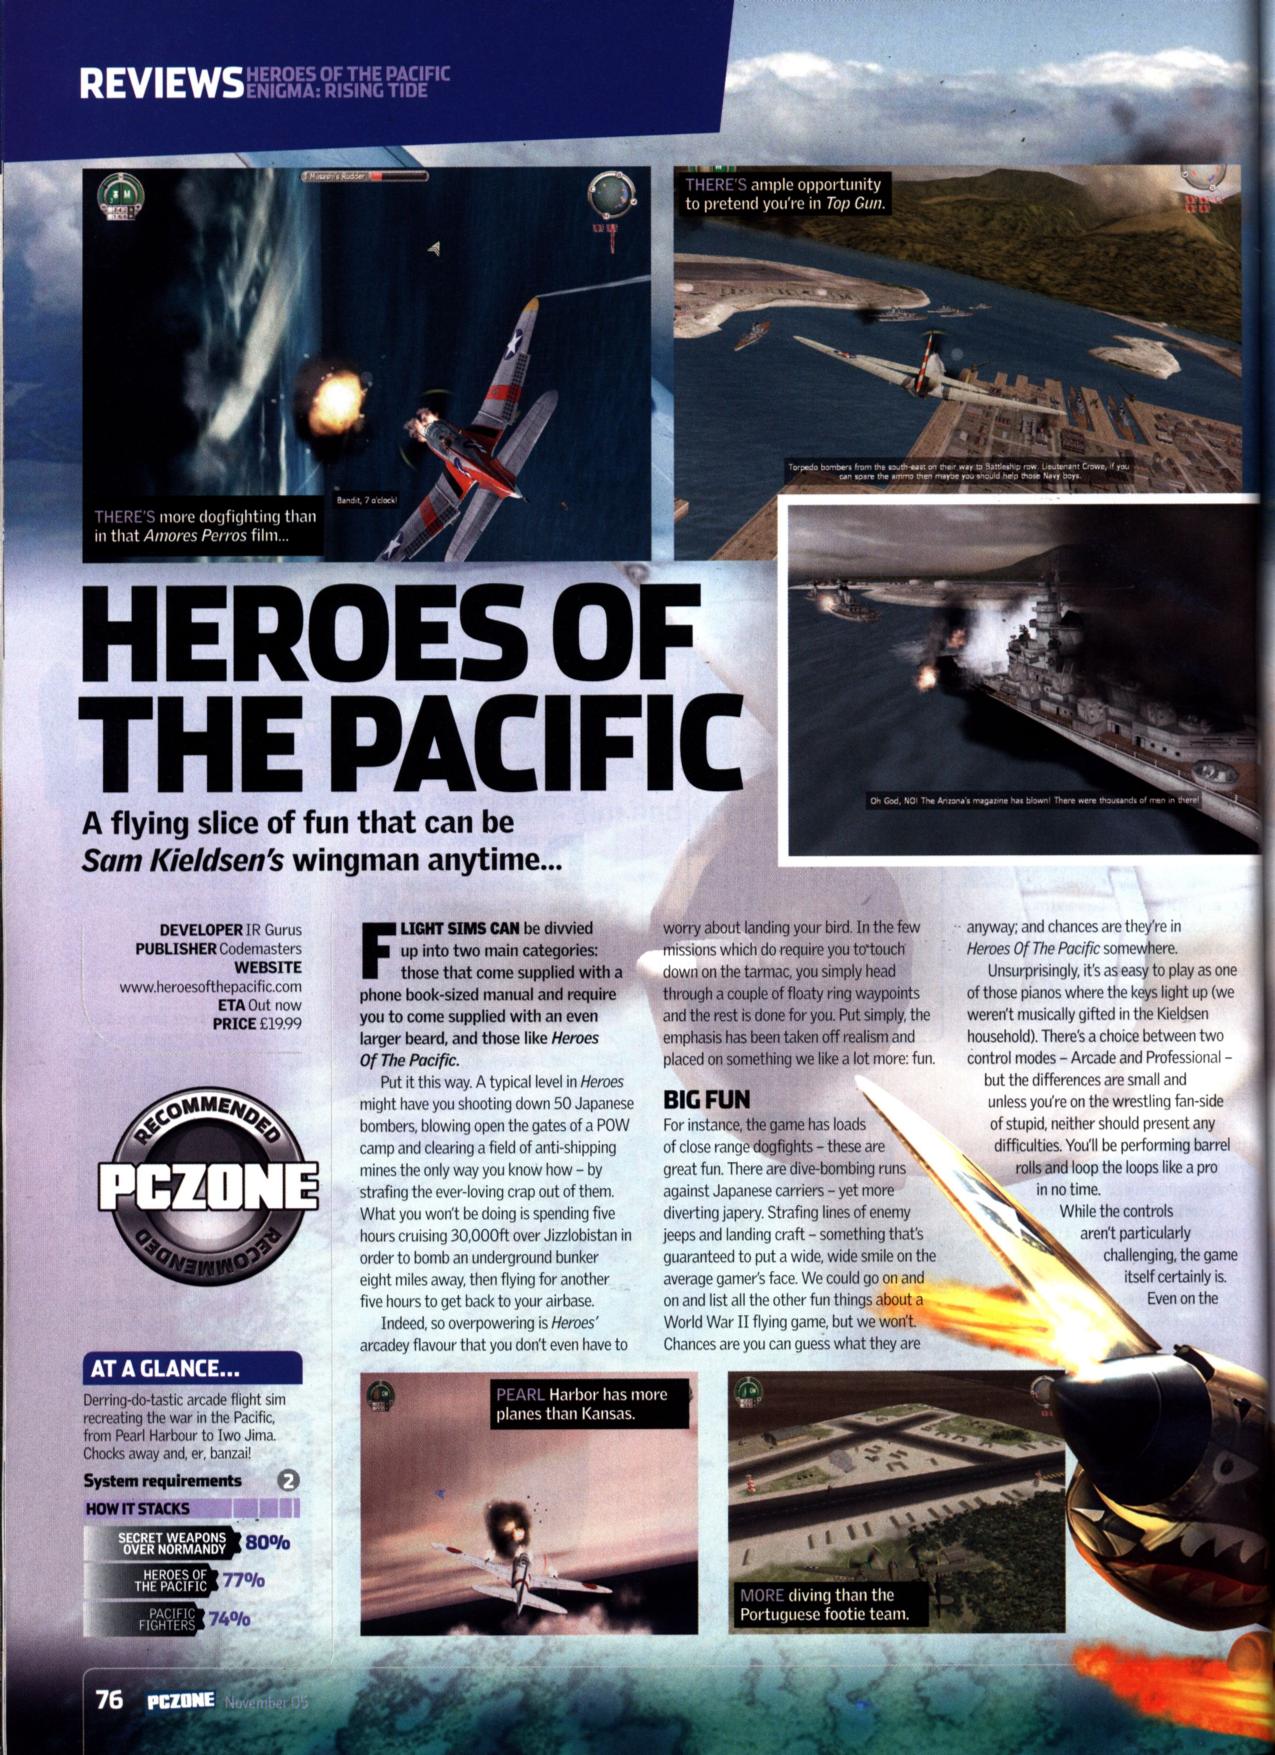 REVIEWS HEROES OF THE PACIFIC
ENIGMA: RISING TIDE
Musashi's Rudder
Bandit, 7 o'clock!
THERE'S more dogfighting than
in that Amores Perros film...
THERE'S ample opportunity
to pretend you're in Top Gun.
Torpedo bombers from the south-east on their way to Battleship row. Lieutenant Crowe, if you
can spare the ammo then maybe you should help those Navy boys.
Oh God, NO! The Arizona's magazine has blown! There were thousands of men in there!
HEROES OF
THE PACIFIC
A flying slice of fun that can be
Sam Kieldsen's wingman anytime...
DEVELOPER IR Gurus
PUBLISHER Codemasters
WEBSITE
www.heroesofthepacific.com
ETA Out now
PRICE £19.99
RECOMMENDED
PCZONE
RECOMMENDED
AT A GLANCE...
Derring-do-tastic arcade flight sim
recreating the war in the Pacific,
from Pearl Harbour to Iwo Jima.
Chocks away and, er, banzai!
System requirements 2
HOW IT STACKS
SECRET WEAPONS
OVER NORMANDY 80%
HEROES OF
THE PACIFIC 77%
PACIFIC
FIGHTERS 74%
FLIGHT SIMS CAN be divvied
up into two main categories:
those that come supplied with a
phone book-sized manual and require
you to come supplied with an even
larger beard, and those like Heroes
Of The Pacific.
Put it this way. A typical level in Heroes
might have you shooting down 50 Japanese
bombers, blowing open the gates of a POW
camp and clearing a field of anti-shipping
mines the only way you know how – by
strafing the ever-loving crap out of them.
What you won't be doing is spending five
hours cruising 30,000ft over Jizzlobistan in
order to bomb an underground bunker
eight miles away, then flying for another
five hours to get back to your airbase.
Indeed, so overpowering is Heroes'
arcadey flavour that you don't even have to
worry about landing your bird. In the few
missions which do require you to touch
down on the tarmac, you simply head
through a couple of floaty ring waypoints
and the rest is done for you. Put simply, the
emphasis has been taken off realism and
placed on something we like a lot more: fun.
BIG FUN
For instance, the game has loads
of close range dogfights – these are
great fun. There are dive-bombing runs
against Japanese carriers – yet more
diverting japery. Strafing lines of enemy
jeeps and landing craft – something that's
guaranteed to put a wide, wide smile on the
average gamer's face. We could go on and
on and list all the other fun things about a
World War II flying game, but we won't.
Chances are you can guess what they are
anyway; and chances are they're in
Heroes Of The Pacific somewhere.
Unsurprisingly, it's as easy to play as one
of those pianos where the keys light up (we
weren't musically gifted in the Kieldsen
household). There's a choice between two
control modes – Arcade and Professional –
but the differences are small and
unless you're on the wrestling fan-side
of stupid, neither should present any
difficulties. You'll be performing barrel
rolls and loop the loops like a pro
in no time.
While the controls
aren't particularly
challenging, the game
itself certainly is.
Even on the
PEARL Harbor has more
planes than Kansas.
MORE diving than the
Portuguese footie team.
76 PCZONE November 05